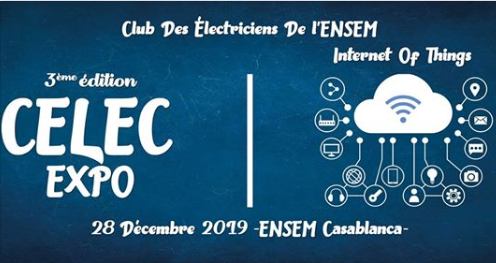 Club Des Électriciens De l'ENSEM
Internet Of Things
3ème édition
CELEC
EXPO
28 Décembre 2019 -ENSEM Casablanca-